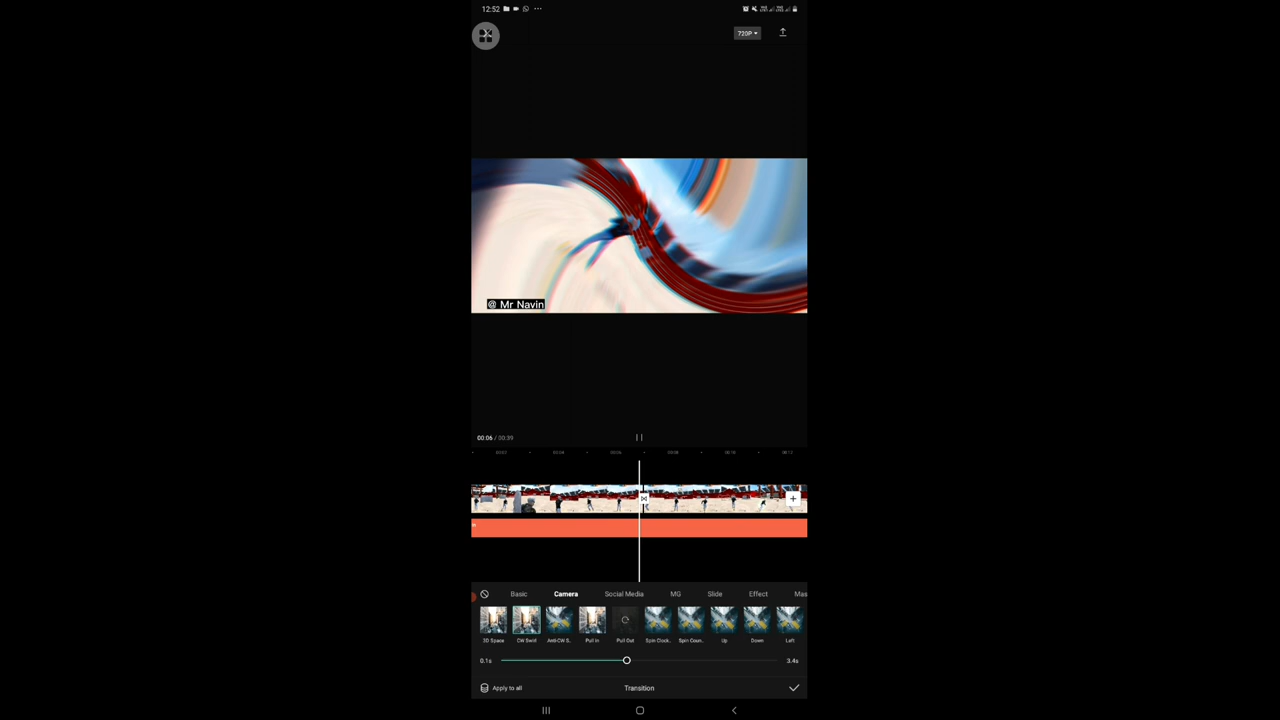 12:52
720P
@ Mr Navin
00:06 / 00:39
Basic Camera Social Media MG Slide Effect Mas
3D Space CW Swirl Anti-CW S.. Pull In Pull Out Spin Clock.. Spin Coun.. Up Down Left
0.1s 3.4s
Apply to all Transition